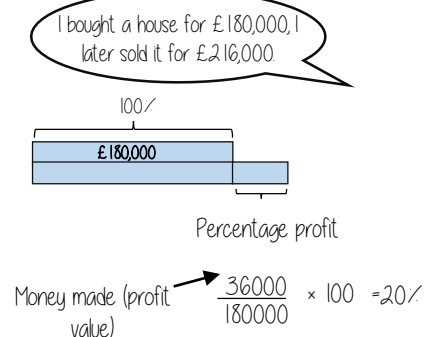 I bought a house for £180,000, I
later sold it for £216,000.
100%
£180,000
Percentage profit
Money made (profit
value)
36000
180000
× 100 =20%